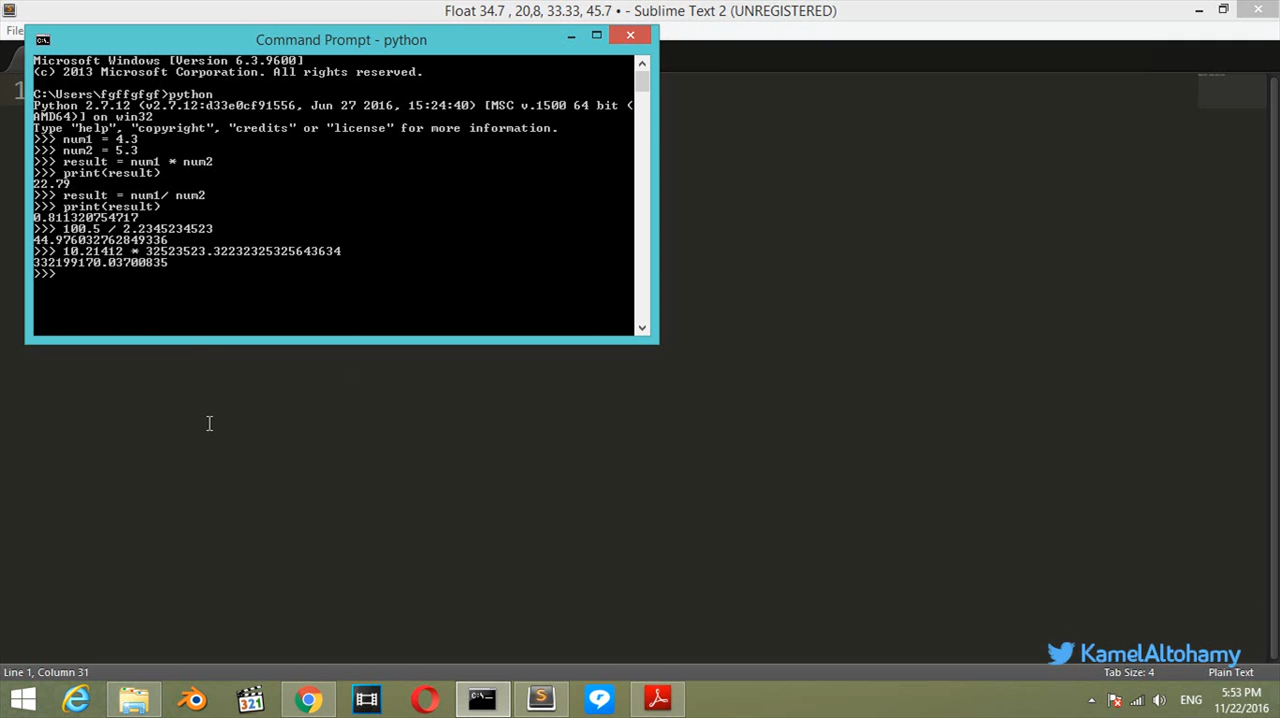 Float 34.7 , 20,8, 33.33, 45.7 • - Sublime Text 2 (UNREGISTERED)
File
Command Prompt - python
C:\.
Microsoft Windows [Version 6.3.9600]
(c) 2013 Microsoft Corporation. All rights reserved.
C:\Users\fgffgfgf>python
Python 2.7.12 (v2.7.12:d33e0cf91556, Jun 27 2016, 15:24:40) [MSC v.1500 64 bit (
AMD64)] on win32
Type "help", "copyright", "credits" or "license" for more information.
>>> num1 = 4.3
>>> num2 = 5.3
>>> result = num1 * num2
>>> print(result)
22.79
>>> result = num1/ num2
>>> print(result)
0.811320754717
>>> 100.5 / 2.2345234523
44.976032762849336
>>> 10.21412 * 32523523.32232325325643634
332199170.03700835
>>>
1
KamelAltohamy
Line 1, Column 31
Tab Size: 4
Plain Text
321
C:\.
ENG
5:53 PM
11/22/2016